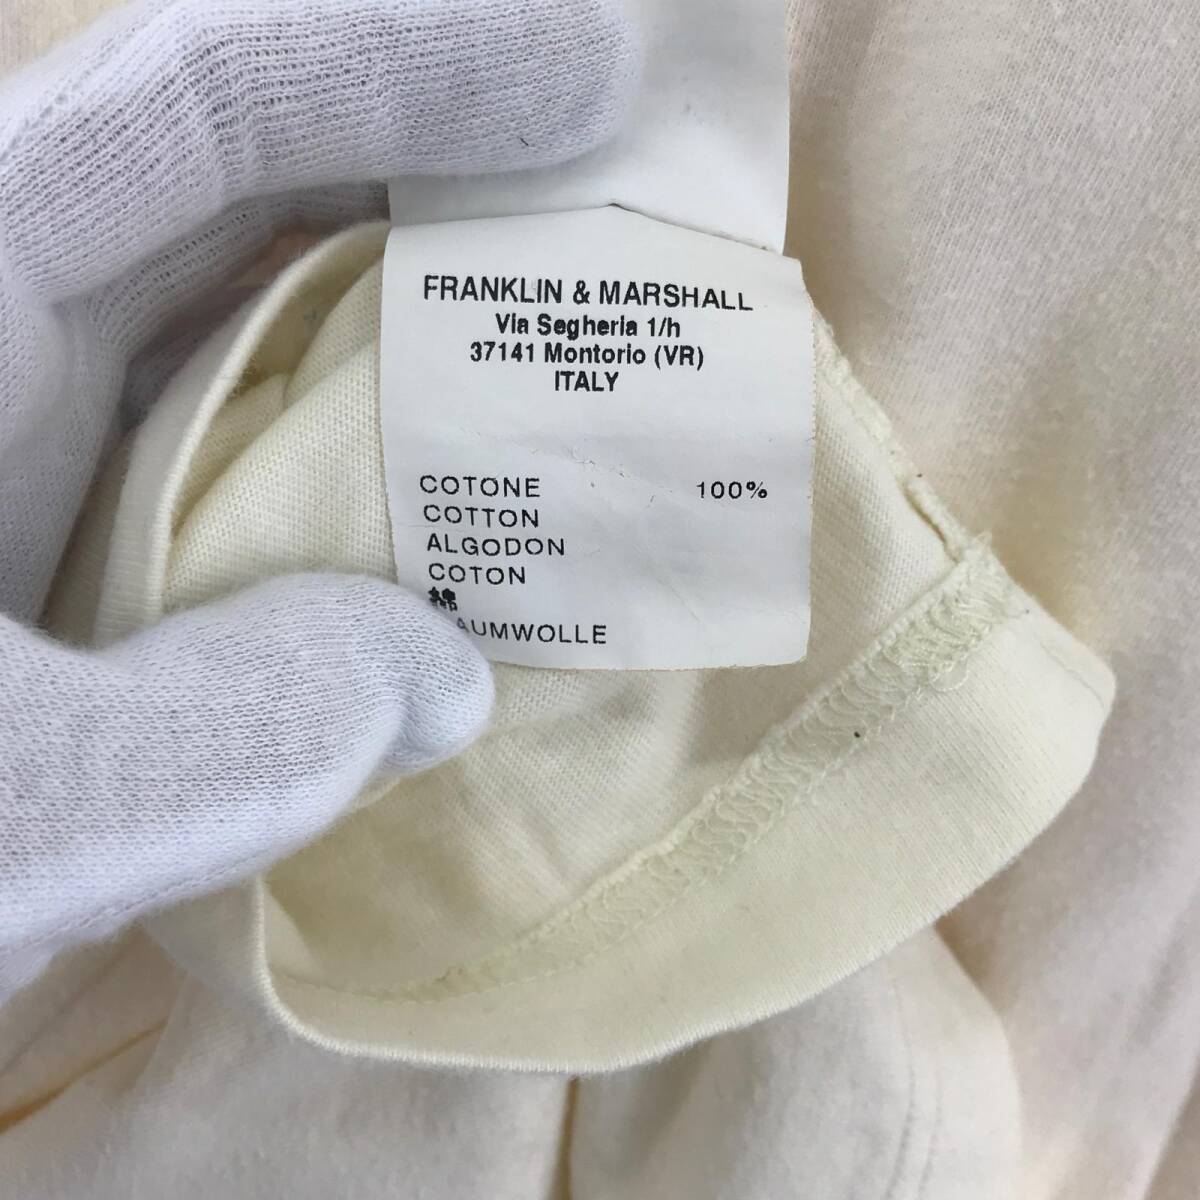 FRANKLIN & MARSHALL
Via Segheria 1/h
37141 Montorio (VR)
ITALY
COTONE 100%
COTTON
ALGODON
COTON
綿
AUMWOLLE